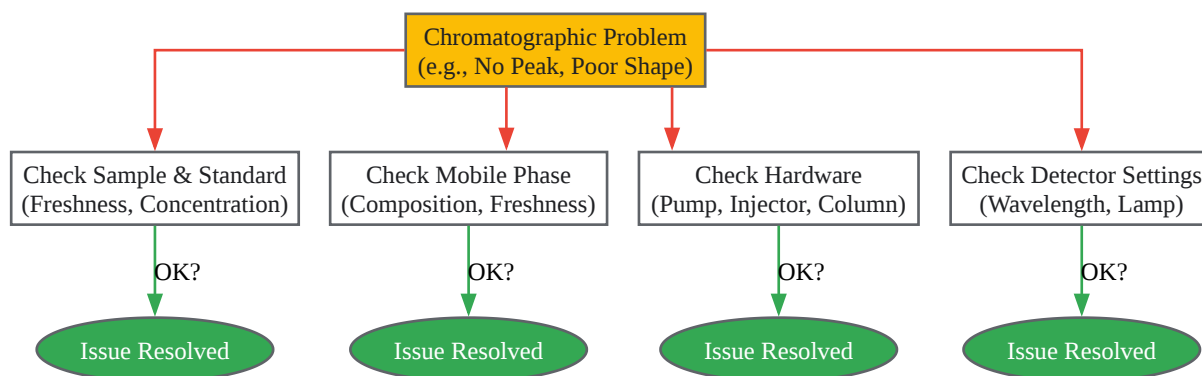 Chromatographic Problem
(e.g., No Peak, Poor Shape)
Check Sample & Standard
(Freshness, Concentration)
Check Mobile Phase
(Composition, Freshness)
Check Hardware
(Pump, Injector, Column)
Check Detector Settings
(Wavelength, Lamp)
OK?
OK?
OK?
OK?
Issue Resolved
Issue Resolved
Issue Resolved
Issue Resolved